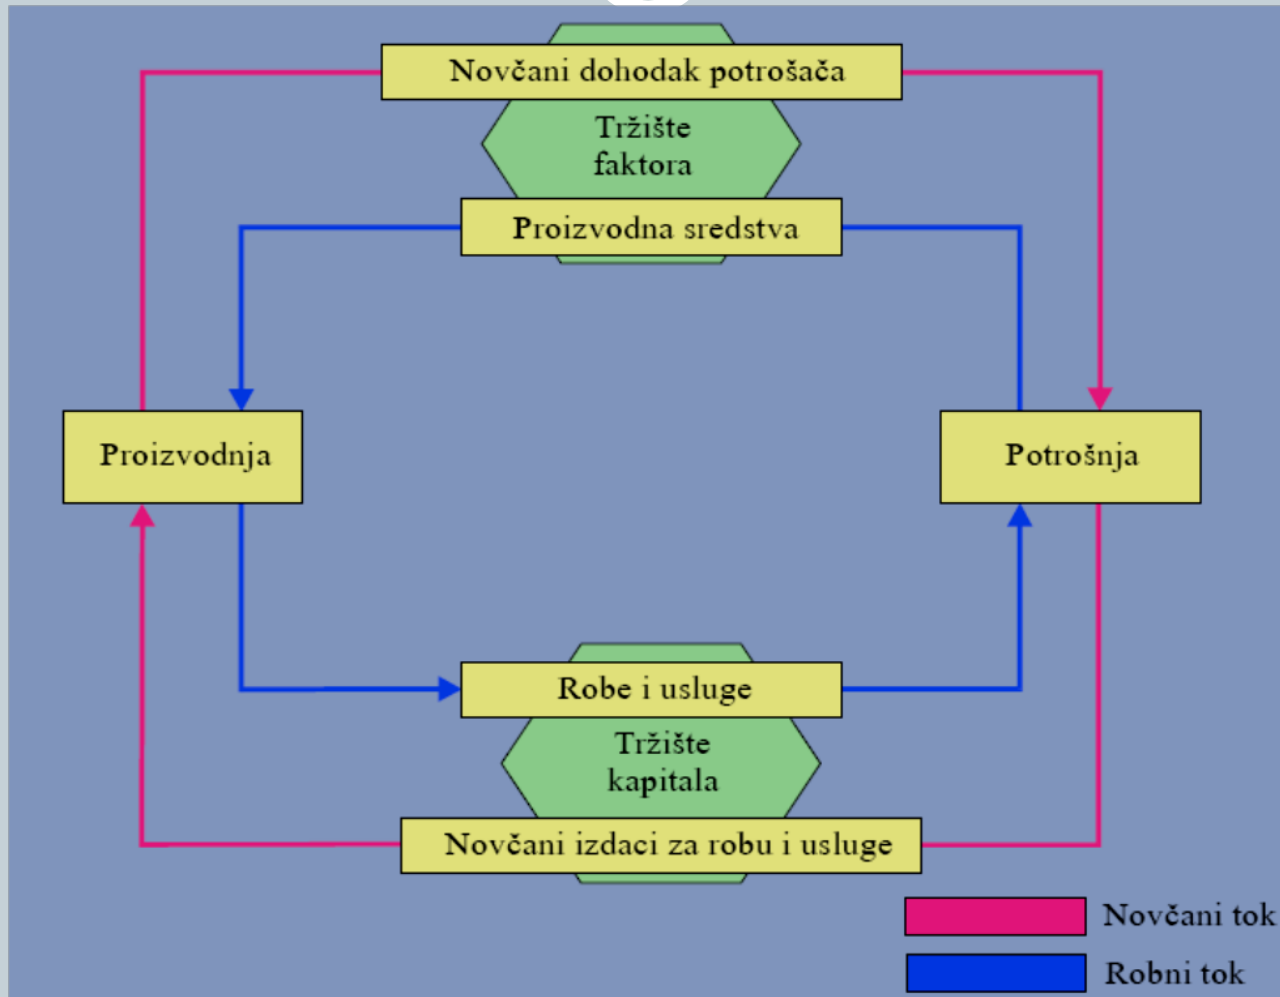 Novčani dohodak potrošača
Tržište
faktora
Proizvodna sredstva
Proizvodnja
Potrošnja
Robe i usluge
Tržište
kapitala
Novčani izdaci za robu i usluge
Novčani tok
Robni tok